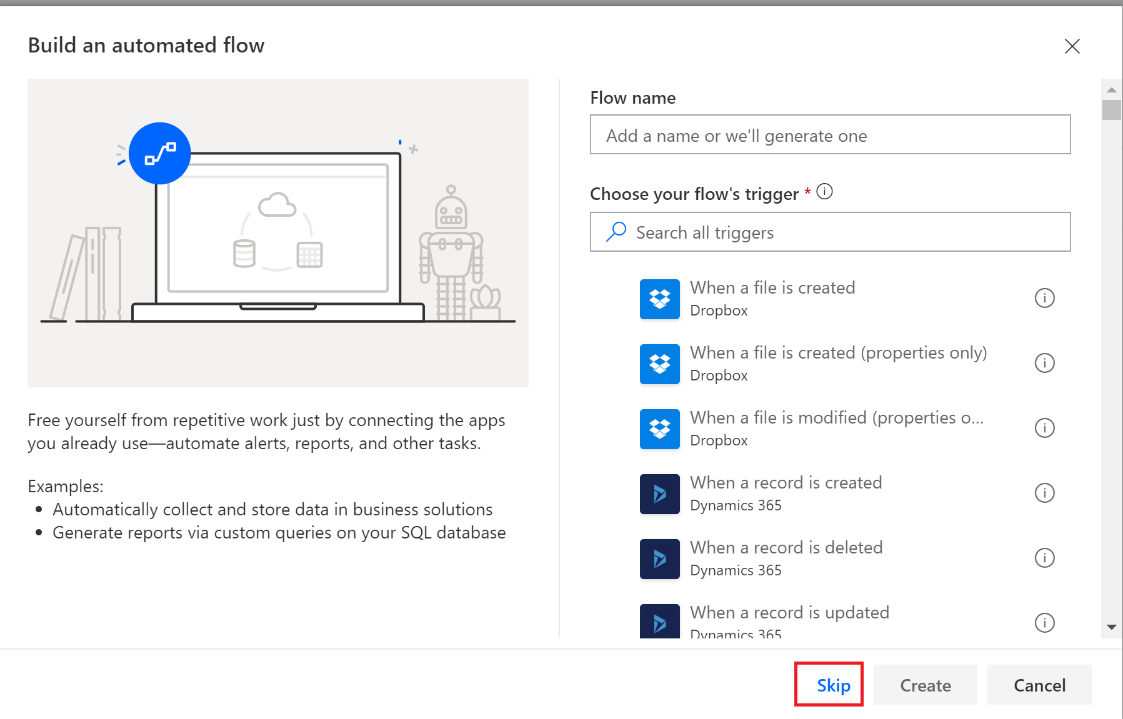 Build an automated flow
Free yourself from repetitive work just by connecting the apps
you already use—automate alerts, reports, and other tasks.
Examples:
• Automatically collect and store data in business solutions
• Generate reports via custom queries on your SQL database
Flow name
Add a name or we'll generate one
Choose your flow's trigger *
Search all triggers
When a file is created
Dropbox
When a file is created (properties only)
Dropbox
When a file is modified (properties o...
Dropbox
When a record is created
Dynamics 365
When a record is deleted
Dynamics 365
When a record is updated
Dynamics 365
Skip
Create
Cancel